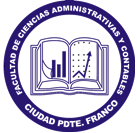 FACULTAD DE CIENCIAS ADMINISTRATIVAS Y CONTABLES
CIUDAD PDTE. FRANCO